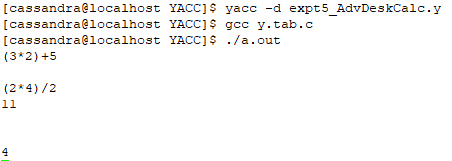 [cassandra@localhost YACC]$ yacc -d expt5_AdvDeskCalc.y
[cassandra@localhost YACC]$ gcc y.tab.c
[cassandra@localhost YACC]$ ./a.out
(3*2)+5
(2*4)/2
11
4